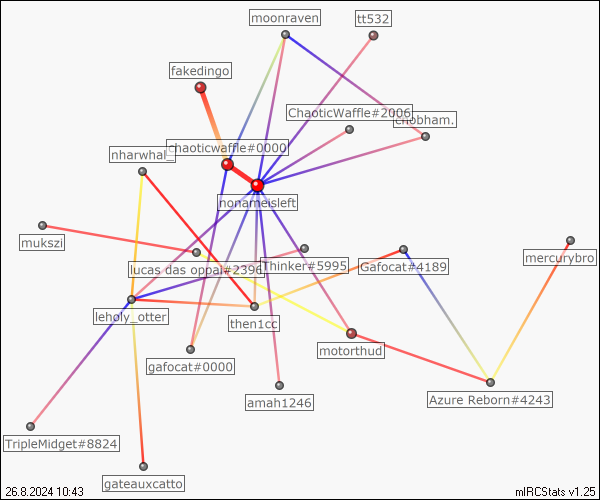 moonraven
tt532
fakedingo
ChaoticWaffle#2006
chobham.
chaoticwaffle#0000
nharwhal_
nonameisleft
mukszi
lucas das oppai#2396
Thinker#5995
Gafocat#4189
mercurybro
leholy_otter
then1cc
motorthud
gafocat#0000
amah1246
Azure Reborn#4243
TripleMidget#8824
gateauxcatto
26.8.2024 10:43
mIRCStats v1.25